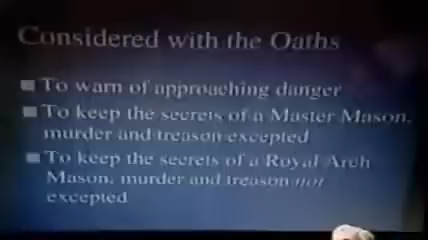 Considered with the Oaths
To warn of approaching danger
To keep the secrets of a Master Mason,
murder and treason excepted
To keep the secrets of a Royal Arch
Mason, murder and treason not
excepted